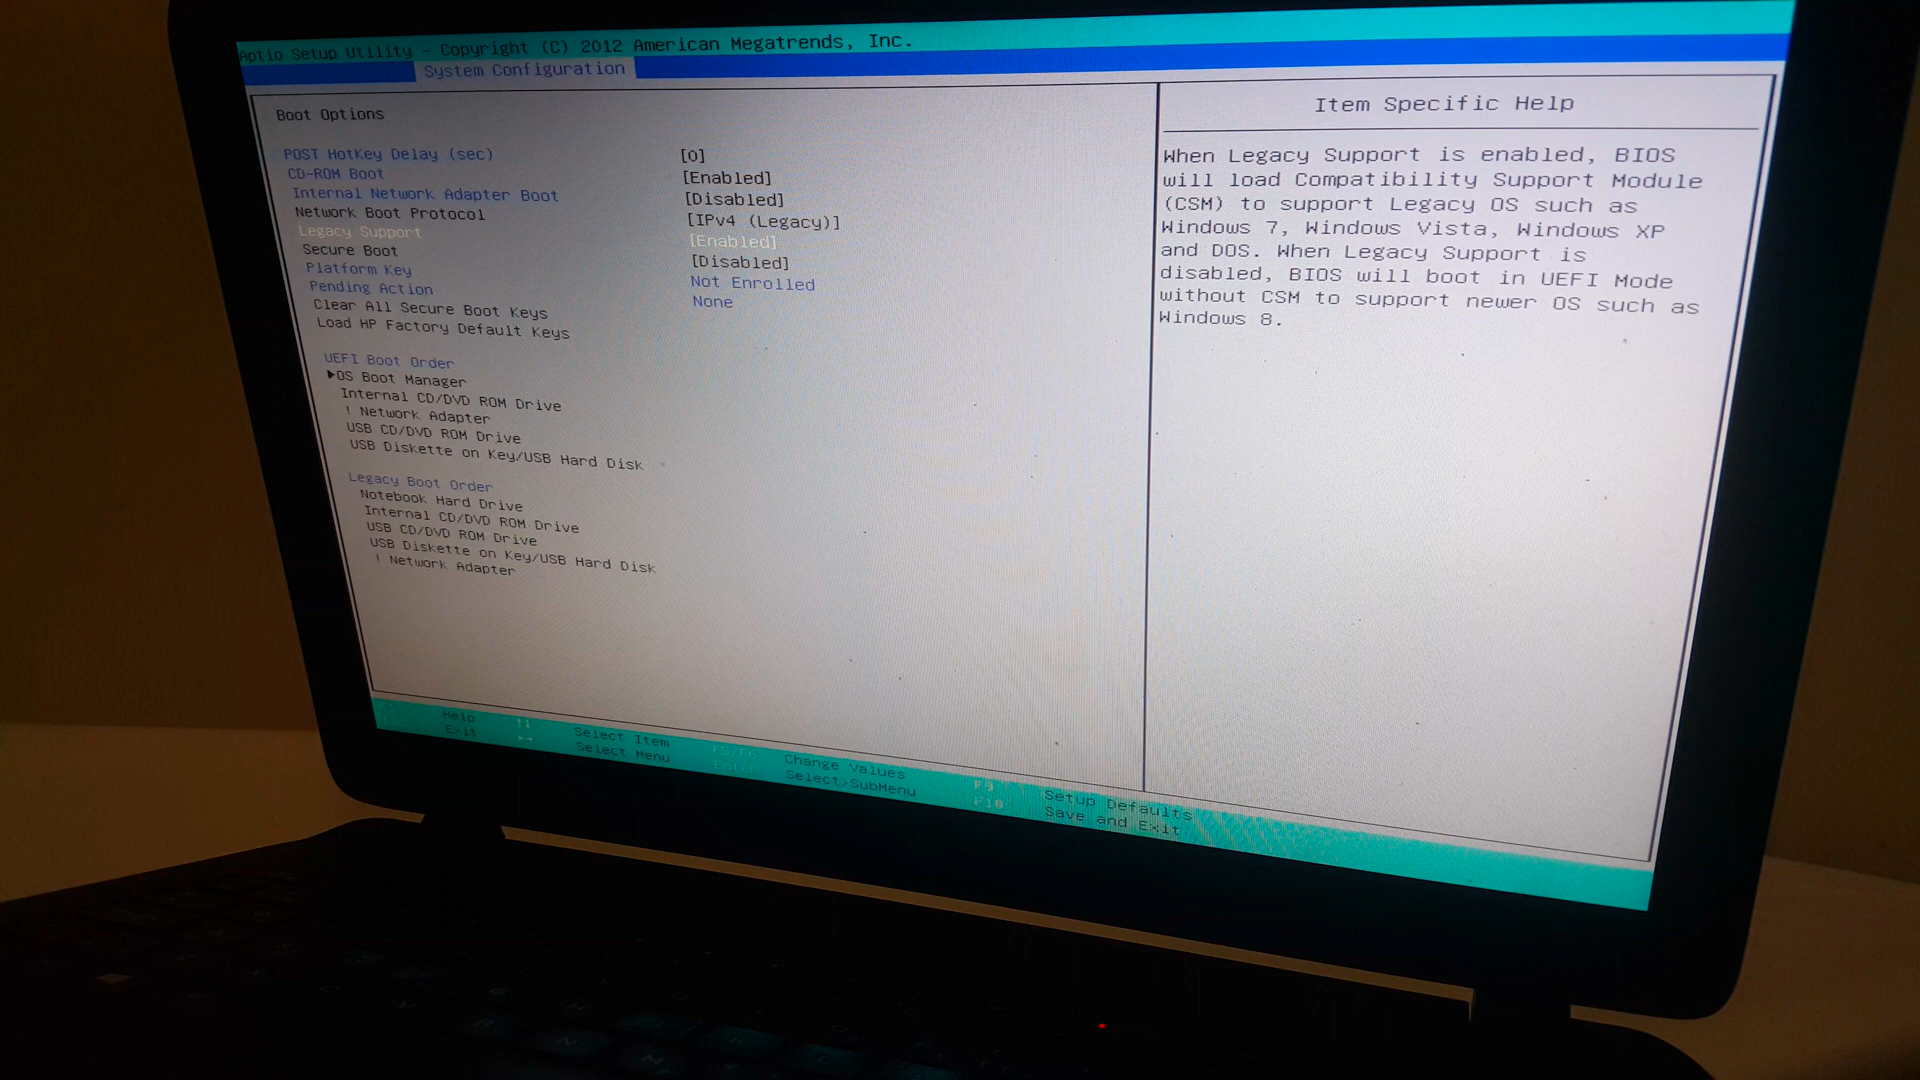 Aptio Setup Utility - Copyright (C) 2012 American Megatrends, Inc.
System Configuration
Boot Options
POST HotKey Delay (sec) [0]
CD-ROM Boot [Enabled]
Internal Network Adapter Boot [Disabled]
Network Boot Protocol [IPv4 (Legacy)]
Legacy Support [Enabled]
Secure Boot [Disabled]
Platform Key Not Enrolled
Pending Action None
Clear All Secure Boot Keys
Load HP Factory Default Keys
UEFI Boot Order
▶OS Boot Manager
Internal CD/DVD ROM Drive
! Network Adapter
USB CD/DVD ROM Drive
USB Diskette on Key/USB Hard Disk
Legacy Boot Order
Notebook Hard Drive
Internal CD/DVD ROM Drive
USB CD/DVD ROM Drive
USB Diskette on Key/USB Hard Disk
! Network Adapter
Item Specific Help
When Legacy Support is enabled, BIOS
will load Compatibility Support Module
(CSM) to support Legacy OS such as
Windows 7, Windows Vista, Windows XP
and DOS. When Legacy Support is
disabled, BIOS will boot in UEFI Mode
without CSM to support newer OS such as
Windows 8.
Help ↑↓ Select Item F5/F6 Change Values F9 Setup Defaults
Exit Select Menu Enter Select>SubMenu F10 Save and Exit